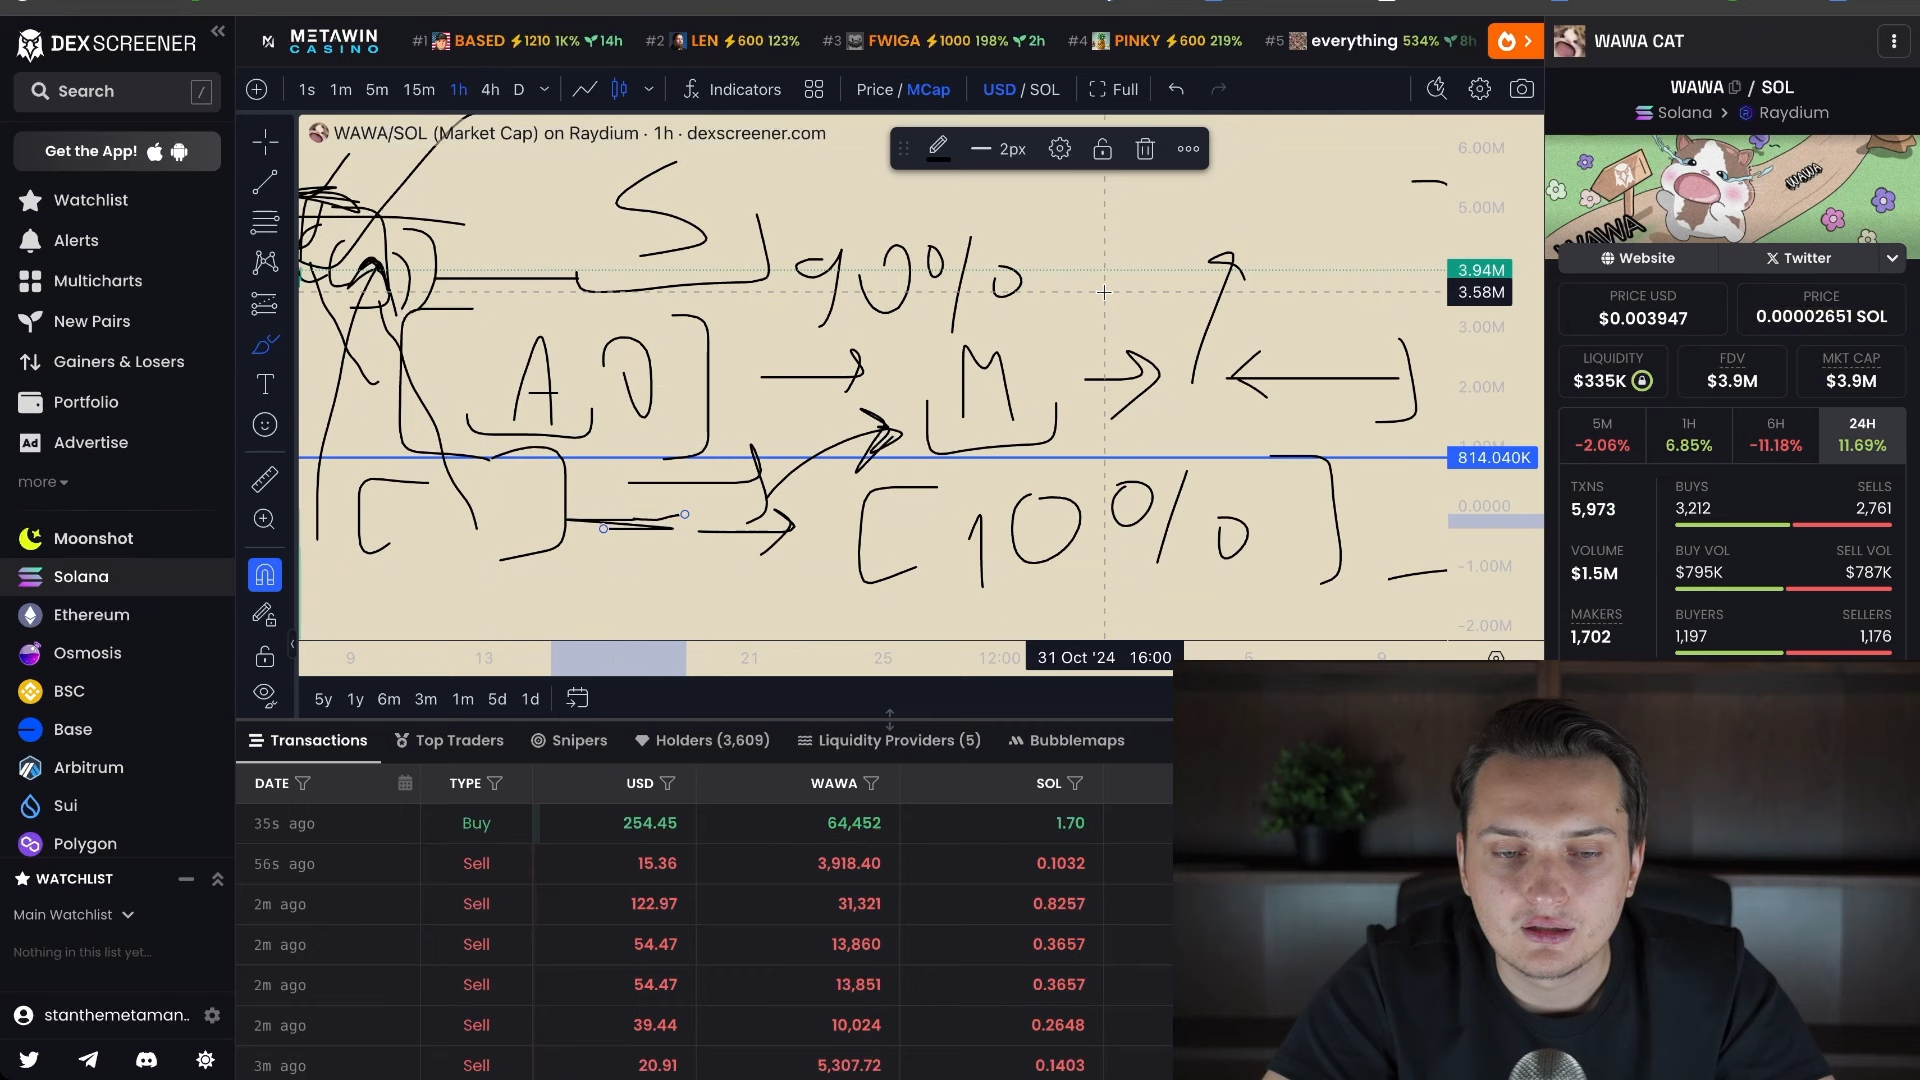 DEX SCREENER
Search /
Get the App!
Watchlist
Alerts
Multicharts
New Pairs
Gainers & Losers
Portfolio
Ad Advertise
more
Moonshot
Solana
Ethereum
Osmosis
BSC
Base
Arbitrum
Sui
Polygon
WATCHLIST
Main Watchlist
Nothing in this list yet...
stanthemetaman..
METAWIN CASINO
#1 BASED 1210 1K% 14h
#2 LEN 600 123%
#3 FWIGA 1000 198% 2h
#4 PINKY 600 219%
#5 everything 534% 8h
1s 1m 5m 15m 1h 4h D
Indicators
Price / MCap
USD / SOL
Full
WAWA/SOL (Market Cap) on Raydium · 1h · dexscreener.com
2px
S
90%
A D
M
[10%]
6.00M
5.00M
3.94M
3.58M
3.00M
2.00M
1.00M
814.040K
0.0000
-1.00M
-2.00M
9 13 21 25 12:00 31 Oct '24 16:00 5 9
5y 1y 6m 3m 1m 5d 1d
Transactions
Top Traders
Snipers
Holders (3,609)
Liquidity Providers (5)
Bubblemaps
DATE TYPE USD WAWA SOL
35s ago Buy 254.45 64,452 1.70
56s ago Sell 15.36 3,918.40 0.1032
2m ago Sell 122.97 31,321 0.8257
2m ago Sell 54.47 13,860 0.3657
2m ago Sell 54.47 13,851 0.3657
2m ago Sell 39.44 10,024 0.2648
3m ago Sell 20.91 5,307.72 0.1403
WAWA CAT
WAWA / SOL
Solana > Raydium
WAWA
WAWA
Website
Twitter
PRICE USD
$0.003947
PRICE
0.00002651 SOL
LIQUIDITY
$335K
FDV
$3.9M
MKT CAP
$3.9M
5M
-2.06%
1H
6.85%
6H
-11.18%
24H
11.69%
TXNS
5,973
BUYS
3,212
SELLS
2,761
VOLUME
$1.5M
BUY VOL
$795K
SELL VOL
$787K
MAKERS
1,702
BUYERS
1,197
SELLERS
1,176